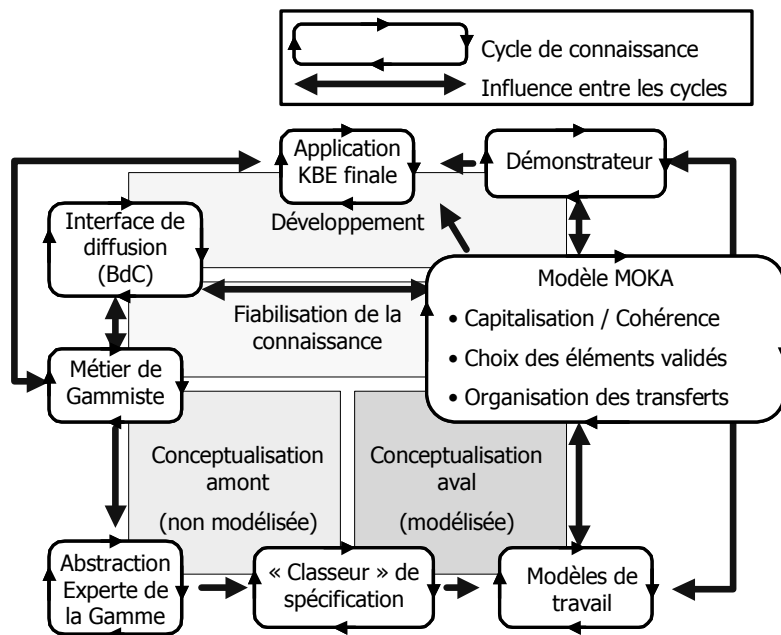 Cycle de connaissance
Influence entre les cycles
Application
KBE finale
Démonstrateur
Interface de
diffusion
(BdC)
Développement
Modèle MOKA
• Capitalisation / Cohérence
• Choix des éléments validés
• Organisation des transferts
Fiabilisation de la
connaissance
Métier de
Gammiste
Conceptualisation
amont
(non modélisée)
Conceptualisation
aval
(modélisée)
Abstraction
Experte de
la Gamme
« Classeur » de
spécification
Modèles de
travail